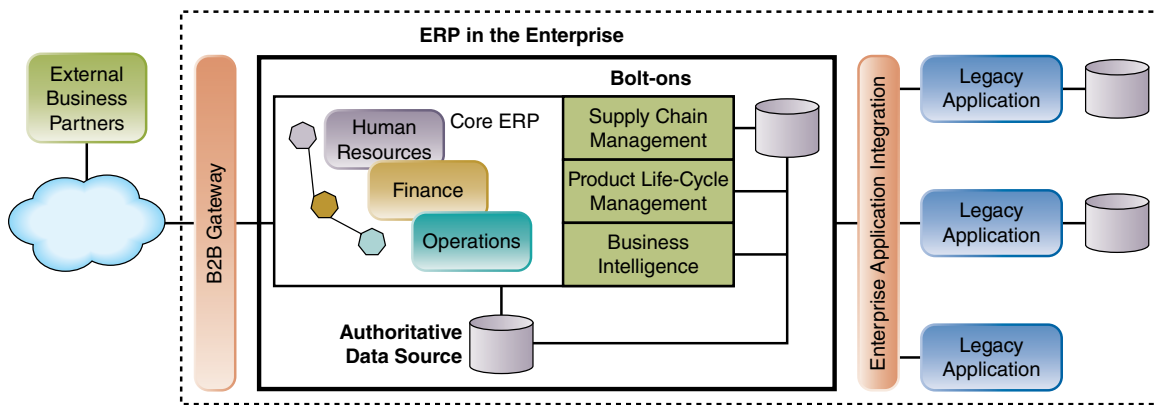 ERP in the Enterprise
External
Business
Partners
B2B Gateway
Core ERP
Human
Resources
Finance
Operations
Bolt-ons
Supply Chain
Management
Product Life-Cycle
Management
Business
Intelligence
Authoritative
Data Source
Enterprise Application Integration
Legacy
Application
Legacy
Application
Legacy
Application